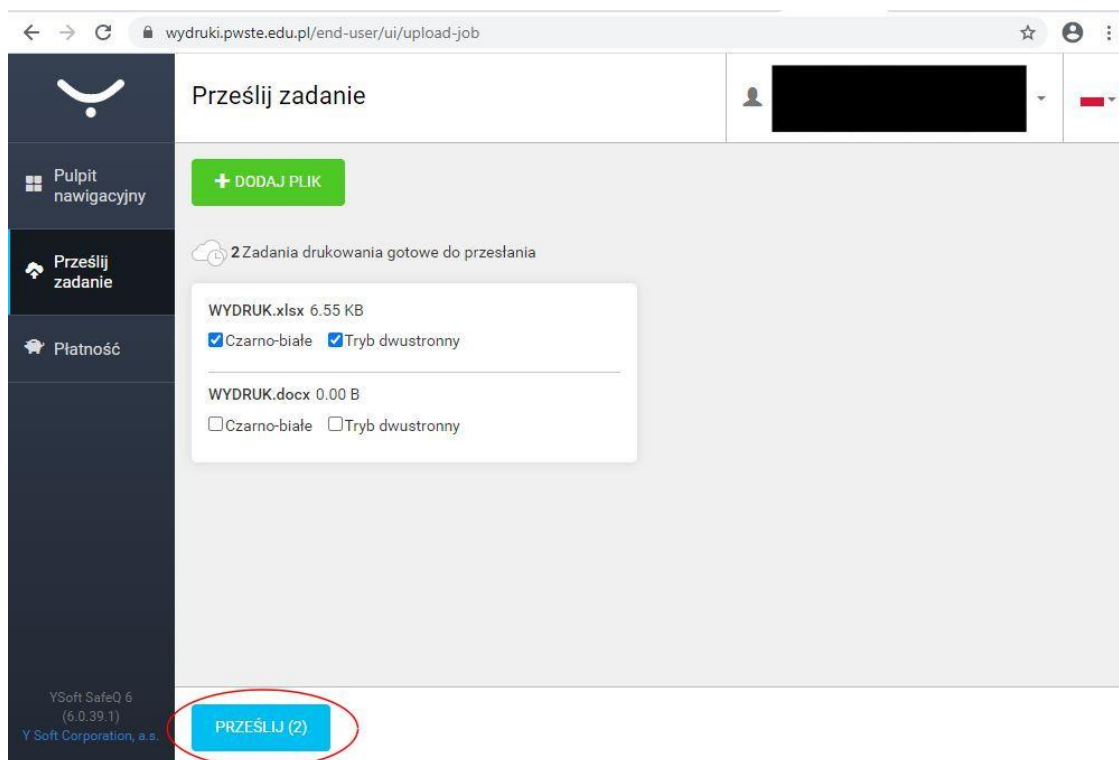 wydruki.pwste.edu.pl/end-user/ui/upload-job
Prześlij zadanie
Pulpit
nawigacyjny
Prześlij
zadanie
Płatność
+ DODAJ PLIK
2 Zadania drukowania gotowe do przesłania
WYDRUK.xlsx 6.55 KB
Czarno-białe Tryb dwustronny
WYDRUK.docx 0.00 B
Czarno-białe Tryb dwustronny
YSoft SafeQ 6
(6.0.39.1)
Y Soft Corporation, a.s.
PRZEŚLIJ (2)